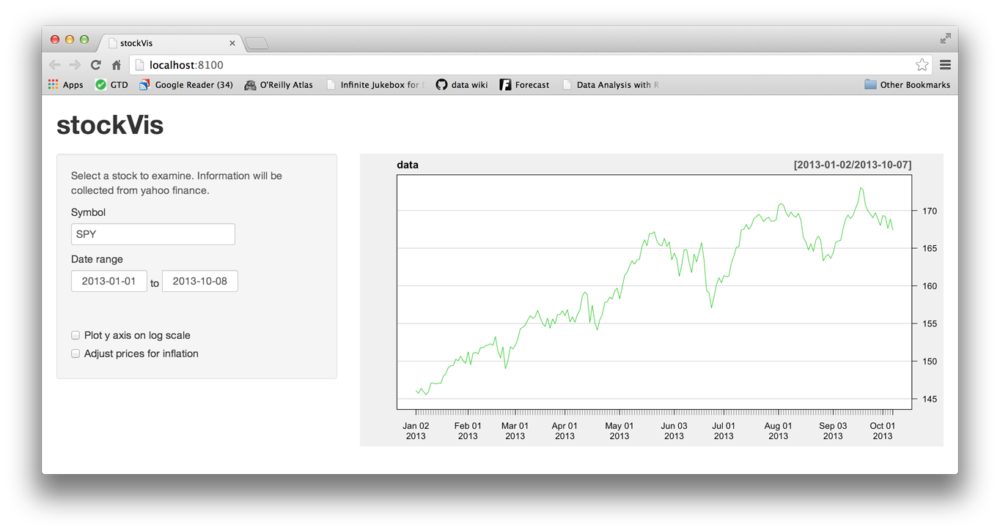 stockVis
localhost:8100
Apps GTD Google Reader (34) O'Reilly Atlas Infinite Jukebox for data wiki Forecast Data Analysis with R Other Bookmarks
stockVis
Select a stock to examine. Information will be
collected from yahoo finance.
Symbol
SPY
Date range
2013-01-01 to 2013-10-08
Plot y axis on log scale
Adjust prices for inflation
data [2013-01-02/2013-10-07]
170
165
160
155
150
145
Jan 02 Feb 01 Mar 01 Apr 01 May 01 Jun 03 Jul 01 Aug 01 Sep 03 Oct 01
2013 2013 2013 2013 2013 2013 2013 2013 2013 2013